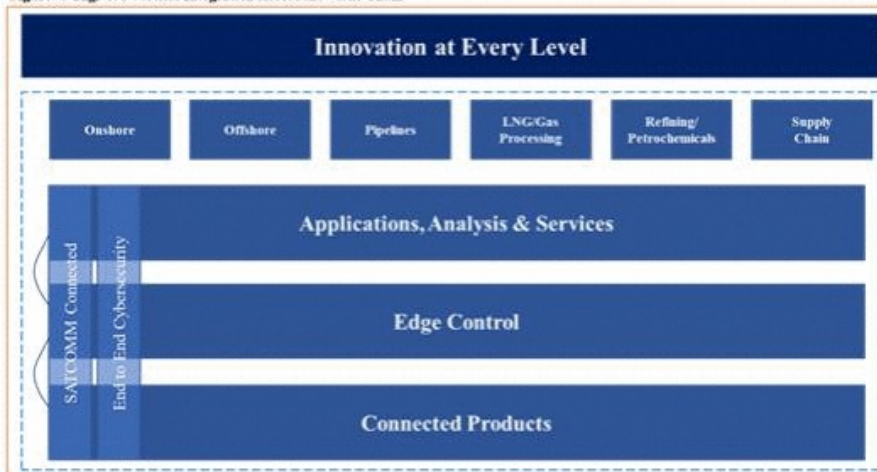 Innovation at Every Level
Onshore
Offshore
Pipelines
LNG/Gas
Processing
Refining/
Petrochemicals
Supply
Chain
SATCOMM Connected
End to End Cybersecurity
Applications, Analysis & Services
Edge Control
Connected Products